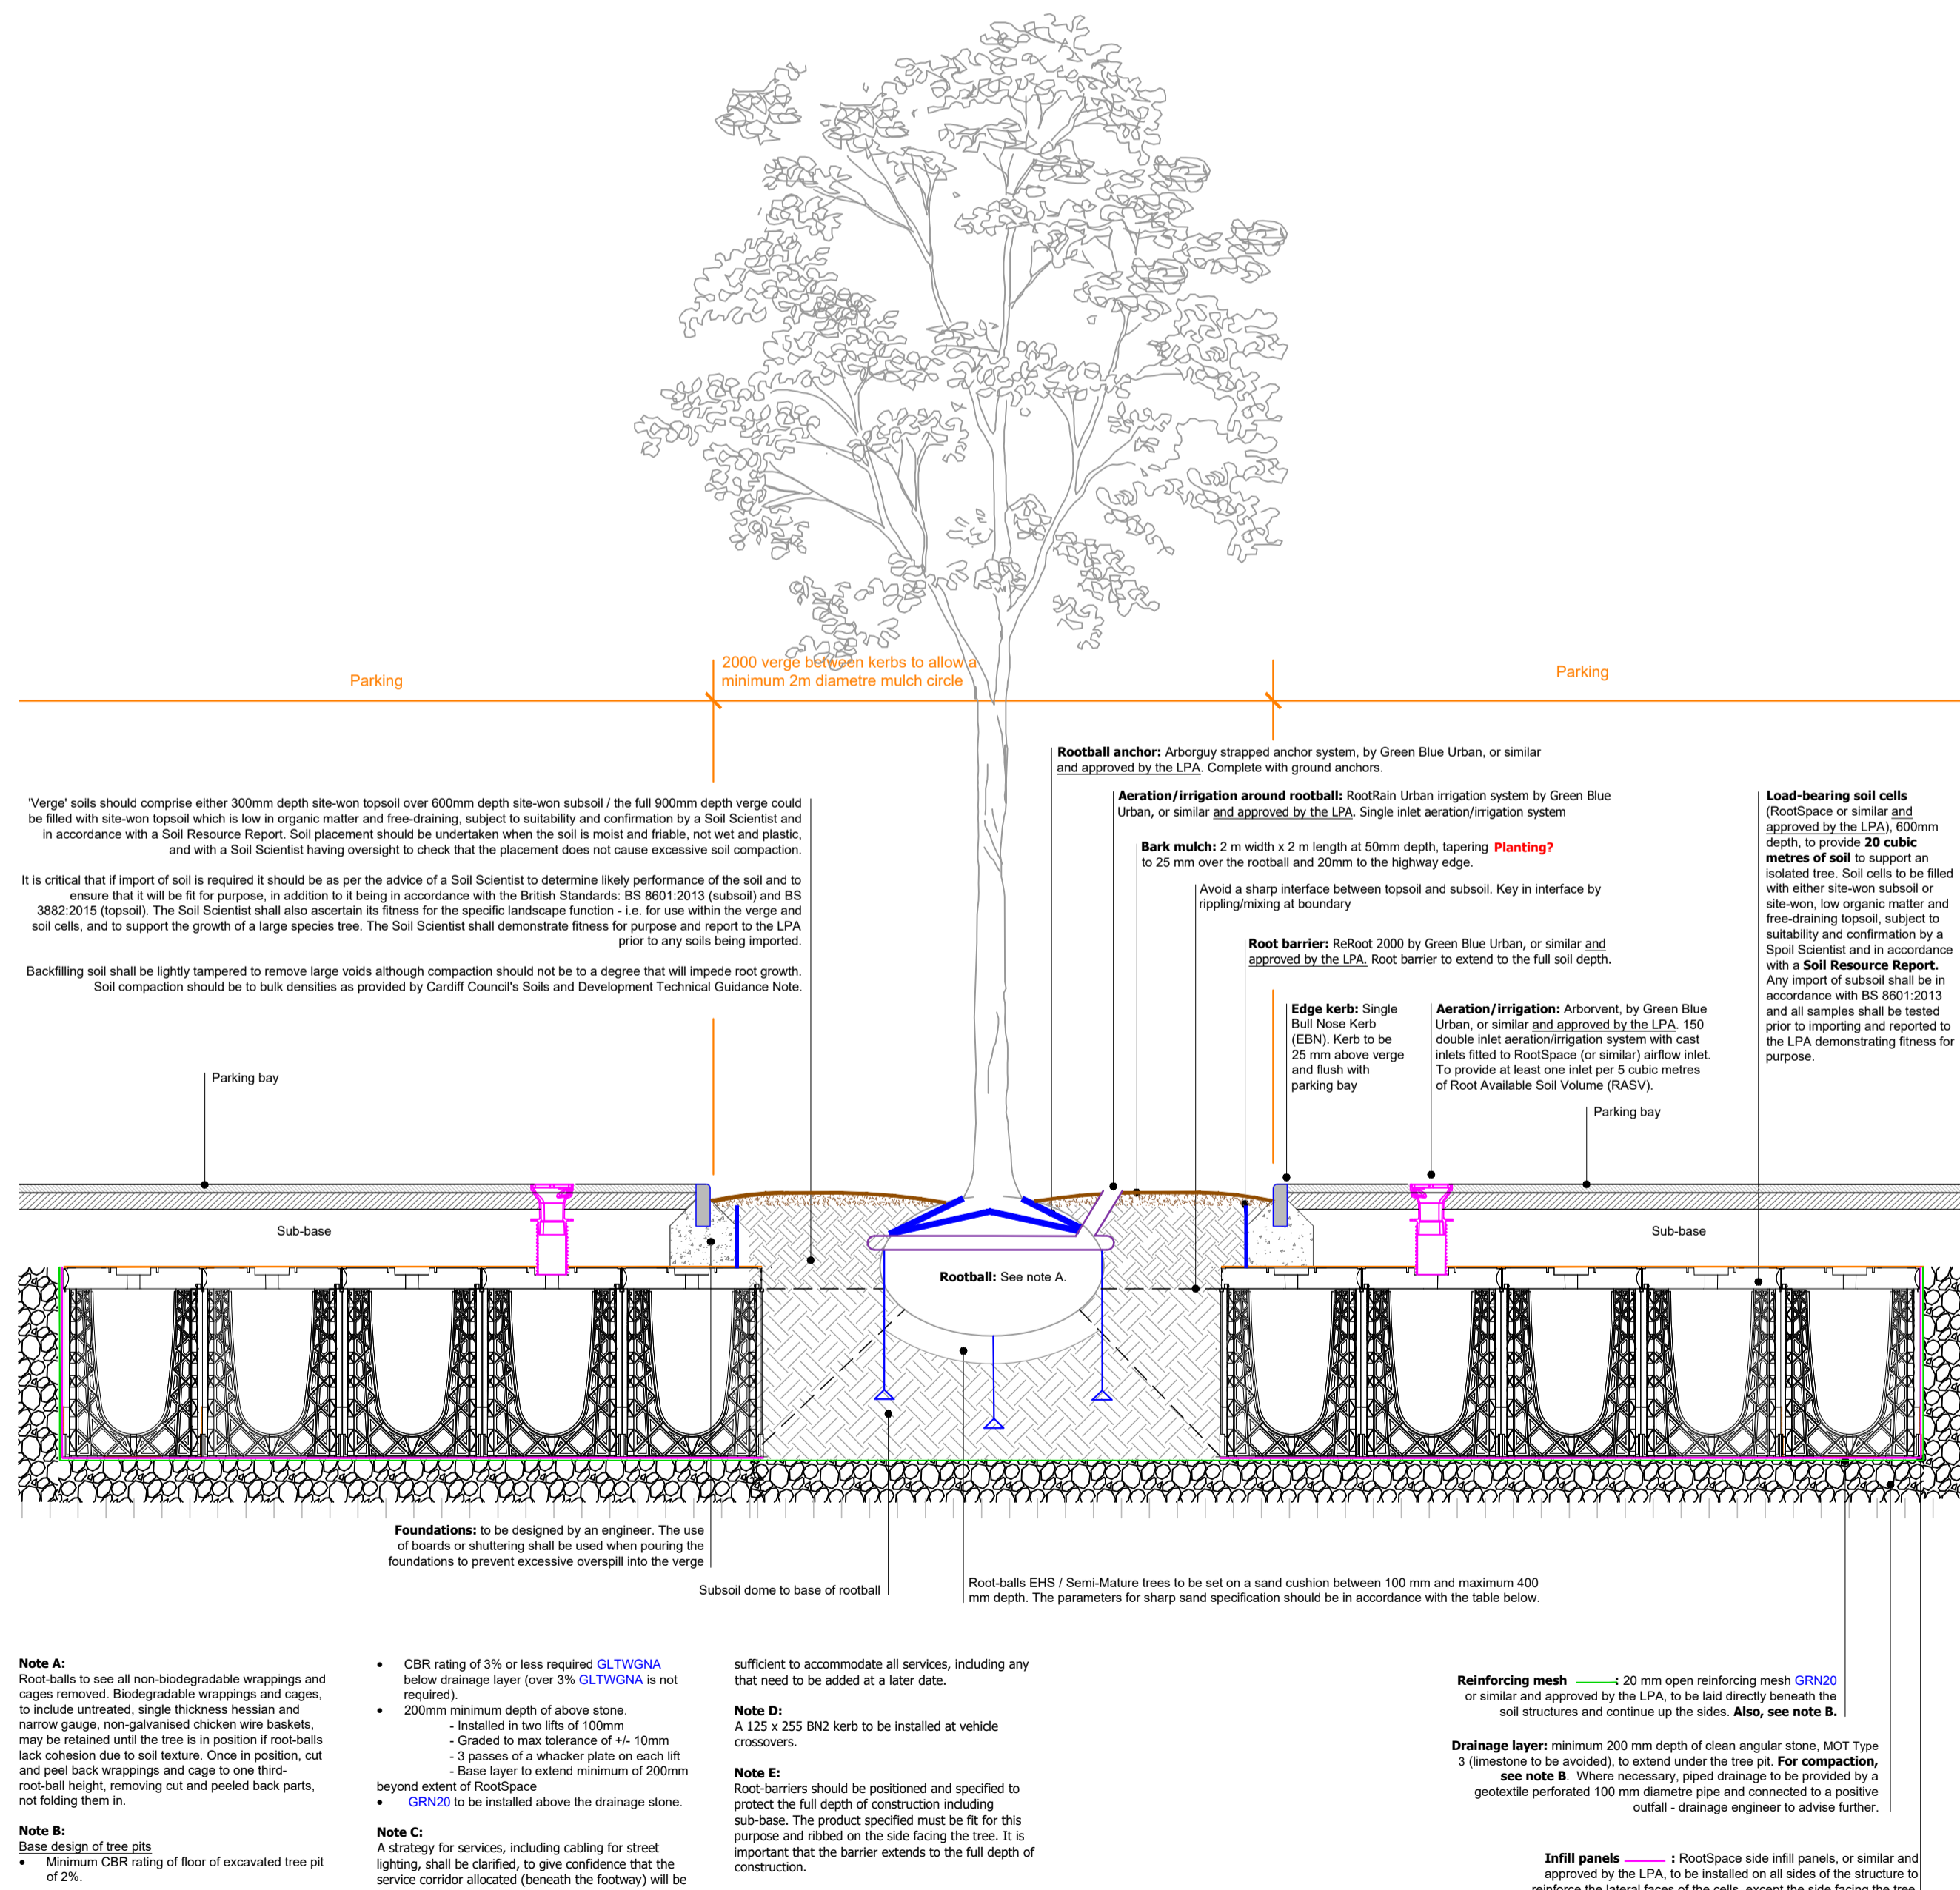 Parking
2000 verge between kerbs to allow a
minimum 2m diametre mulch circle
Parking
'Verge' soils should comprise either 300mm depth site-won topsoil over 600mm depth site-won subsoil / the full 900mm depth verge could
be filled with site-won topsoil which is low in organic matter and free-draining, subject to suitability and confirmation by a Soil Scientist and
in accordance with a Soil Resource Report. Soil placement should be undertaken when the soil is moist and friable, not wet and plastic,
and with a Soil Scientist having oversight to check that the placement does not cause excessive soil compaction.
It is critical that if import of soil is required it should be as per the advice of a Soil Scientist to determine likely performance of the soil and to
ensure that it will be fit for purpose, in addition to it being in accordance with the British Standards: BS 8601:2013 (subsoil) and BS
3882:2015 (topsoil). The Soil Scientist shall also ascertain its fitness for the specific landscape function - i.e. for use within the verge and
soil cells, and to support the growth of a large species tree. The Soil Scientist shall demonstrate fitness for purpose and report to the LPA
prior to any soils being imported.
Backfilling soil shall be lightly tampered to remove large voids although compaction should not be to a degree that will impede root growth.
Soil compaction should be to bulk densities as provided by Cardiff Council's Soils and Development Technical Guidance Note.
Rootball anchor: Arborguy strapped anchor system, by Green Blue Urban, or similar
and approved by the LPA. Complete with ground anchors.
Aeration/irrigation around rootball: RootRain Urban irrigation system by Green Blue
Urban, or similar and approved by the LPA. Single inlet aeration/irrigation system
Bark mulch: 2 m width x 2 m length at 50mm depth, tapering Planting?
to 25 mm over the rootball and 20mm to the highway edge.
Avoid a sharp interface between topsoil and subsoil. Key in interface by
rippling/mixing at boundary
Root barrier: ReRoot 2000 by Green Blue Urban, or similar and
approved by the LPA. Root barrier to extend to the full soil depth.
Edge kerb: Single
Bull Nose Kerb
(EBN). Kerb to be
25 mm above verge
and flush with
parking bay
Aeration/irrigation: Arborvent, by Green Blue
Urban, or similar and approved by the LPA. 150
double inlet aeration/irrigation system with cast
inlets fitted to RootSpace (or similar) airflow inlet.
To provide at least one inlet per 5 cubic metres
of Root Available Soil Volume (RASV).
Load-bearing soil cells
(RootSpace or similar and
approved by the LPA), 600mm
depth, to provide 20 cubic
metres of soil to support an
isolated tree. Soil cells to be filled
with either site-won subsoil or
site-won, low organic matter and
free-draining topsoil, subject to
suitability and confirmation by a
Spoil Scientist and in accordance
with a Soil Resource Report.
Any import of subsoil shall be in
accordance with BS 8601:2013
and all samples shall be tested
prior to importing and reported to
the LPA demonstrating fitness for
purpose.
Parking bay
Parking bay
Sub-base
Sub-base
Rootball: See note A.
Foundations: to be designed by an engineer. The use
of boards or shuttering shall be used when pouring the
foundations to prevent excessive overspill into the verge
Subsoil dome to base of rootball
Root-balls EHS / Semi-Mature trees to be set on a sand cushion between 100 mm and maximum 400
mm depth. The parameters for sharp sand specification should be in accordance with the table below.
Note A:
Root-balls to see all non-biodegradable wrappings and
cages removed. Biodegradable wrappings and cages,
to include untreated, single thickness hessian and
narrow gauge, non-galvanised chicken wire baskets,
may be retained until the tree is in position if root-balls
lack cohesion due to soil texture. Once in position, cut
and peel back wrappings and cage to one third-
root-ball height, removing cut and peeled back parts,
not folding them in.
Note B:
Base design of tree pits
• Minimum CBR rating of floor of excavated tree pit
of 2%.
• CBR rating of 3% or less required GLTWGNA
below drainage layer (over 3% GLTWGNA is not
required).
• 200mm minimum depth of above stone.
- Installed in two lifts of 100mm
- Graded to max tolerance of +/- 10mm
- 3 passes of a whacker plate on each lift
- Base layer to extend minimum of 200mm
beyond extent of RootSpace
• GRN20 to be installed above the drainage stone.
Note C:
A strategy for services, including cabling for street
lighting, shall be clarified, to give confidence that the
service corridor allocated (beneath the footway) will be
sufficient to accommodate all services, including any
that need to be added at a later date.
Note D:
A 125 x 255 BN2 kerb to be installed at vehicle
crossovers.
Note E:
Root-barriers should be positioned and specified to
protect the full depth of construction including
sub-base. The product specified must be fit for this
purpose and ribbed on the side facing the tree. It is
important that the barrier extends to the full depth of
construction.
Reinforcing mesh : 20 mm open reinforcing mesh GRN20
or similar and approved by the LPA, to be laid directly beneath the
soil structures and continue up the sides. Also, see note B.
Drainage layer: minimum 200 mm depth of clean angular stone, MOT Type
3 (limestone to be avoided), to extend under the tree pit. For compaction,
see note B. Where necessary, piped drainage to be provided by a
geotextile perforated 100 mm diametre pipe and connected to a positive
outfall - drainage engineer to advise further.
Infill panels : RootSpace side infill panels, or similar and
approved by the LPA, to be installed on all sides of the structure to
reinforce the lateral faces of the cells, except the side facing the tree.